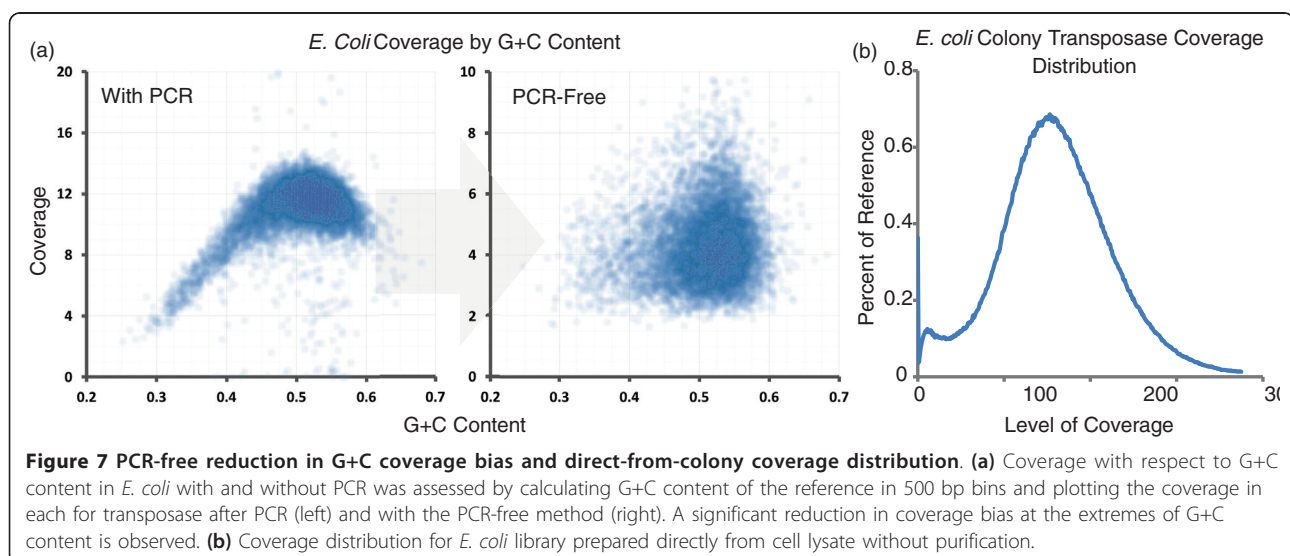 (a)
E. Coli Coverage by G+C Content
With PCR
PCR-Free
Coverage
20
16
12
8
4
0
0.2 0.3 0.4 0.5 0.6 0.7
10
8
6
4
2
0
0.2 0.3 0.4 0.5 0.6 0.7
G+C Content
(b)
E. coli Colony Transposase Coverage
Distribution
Percent of Reference
0.8
0.6
0.4
0.2
0
0 100 200 30
Level of Coverage
Figure 7 PCR-free reduction in G+C coverage bias and direct-from-colony coverage distribution. (a) Coverage with respect to G+C
content in E. coli with and without PCR was assessed by calculating G+C content of the reference in 500 bp bins and plotting the coverage in
each for transposase after PCR (left) and with the PCR-free method (right). A significant reduction in coverage bias at the extremes of G+C
content is observed. (b) Coverage distribution for E. coli library prepared directly from cell lysate without purification.